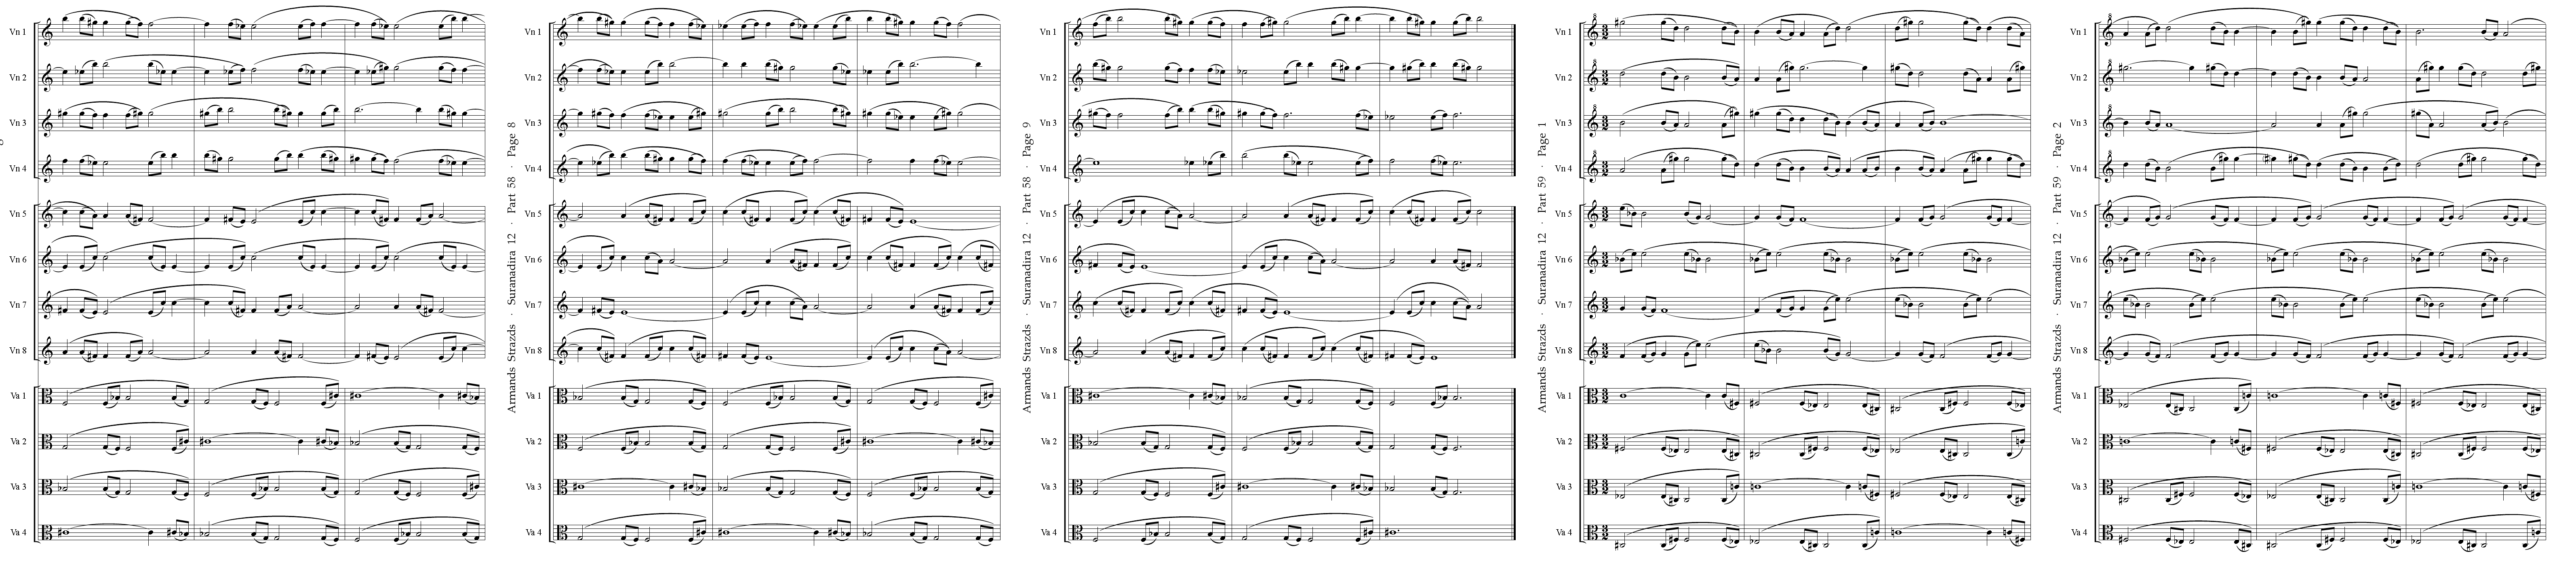 Vn 1
Vn 2
Vn 3
Vn 4
Vn 5
Vn 6
Vn 7
Vn 8
Va 1
Va 2
Va 3
Va 4
Armands Strazds · Suranadira 12 · Part 58 · Page 8
Vn 1
Vn 2
Vn 3
Vn 4
Vn 5
Vn 6
Vn 7
Vn 8
Va 1
Va 2
Va 3
Va 4
Armands Strazds · Suranadira 12 · Part 58 · Page 9
Vn 1
Vn 2
Vn 3
Vn 4
Vn 5
Vn 6
Vn 7
Vn 8
Va 1
Va 2
Va 3
Va 4
Armands Strazds · Suranadira 12 · Part 59 · Page 1
Vn 1
Vn 2
Vn 3
Vn 4
Vn 5
Vn 6
Vn 7
Vn 8
Va 1
Va 2
Va 3
Va 4
Armands Strazds · Suranadira 12 · Part 59 · Page 2
Vn 1
Vn 2
Vn 3
Vn 4
Vn 5
Vn 6
Vn 7
Vn 8
Va 1
Va 2
Va 3
Va 4